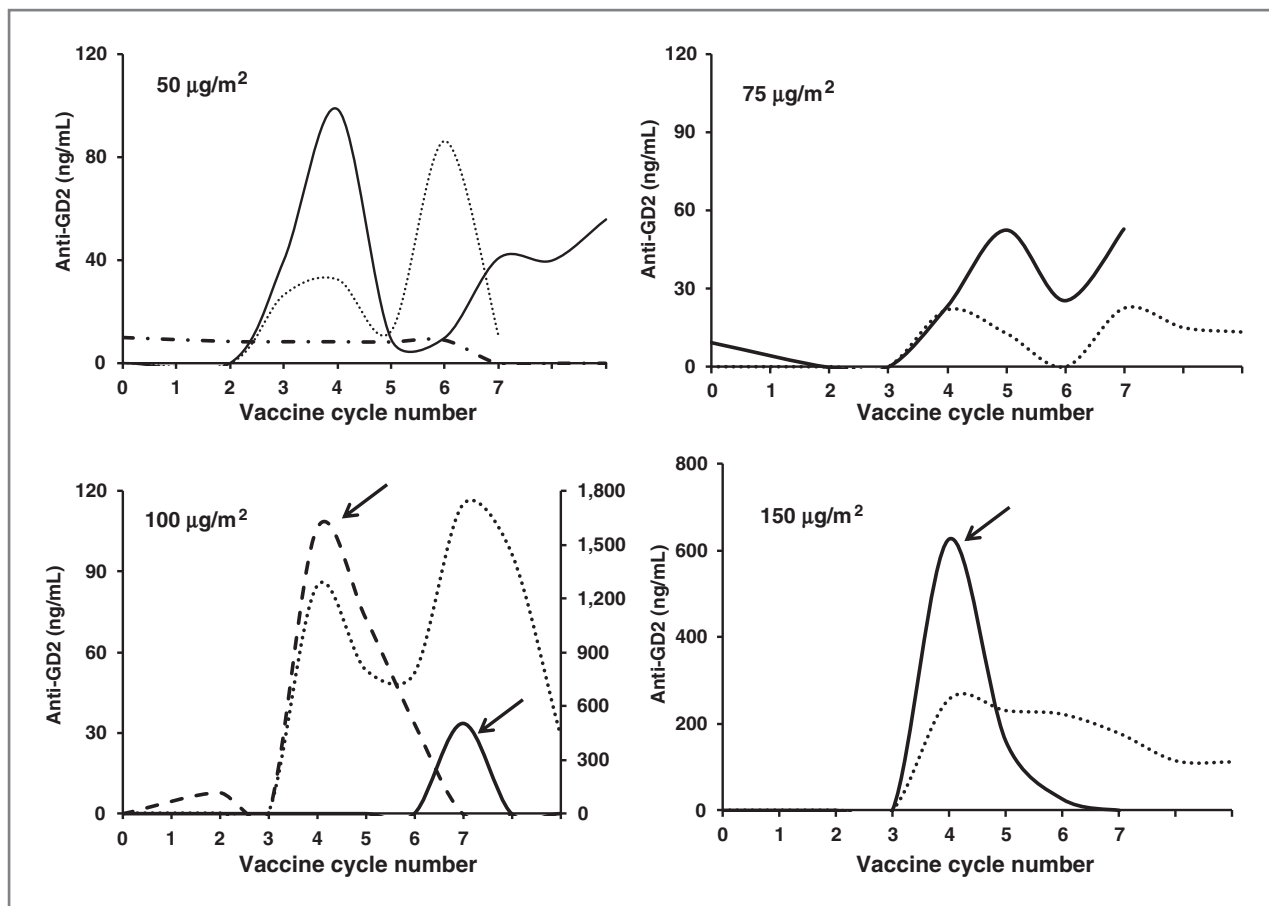 50 μg/m²
Anti-GD2 (ng/mL)
120
80
40
0
0 1 2 3 4 5 6 7
Vaccine cycle number
75 μg/m²
Anti-GD2 (ng/mL)
120
90
60
30
0
0 1 2 3 4 5 6 7
Vaccine cycle number
100 μg/m²
Anti-GD2 (ng/mL)
120
90
60
30
0
1,800
1,500
1,200
900
600
300
0
0 1 2 3 4 5 6 7
Vaccine cycle number
150 μg/m²
Anti-GD2 (ng/mL)
800
600
400
200
0
0 1 2 3 4 5 6 7
Vaccine cycle number